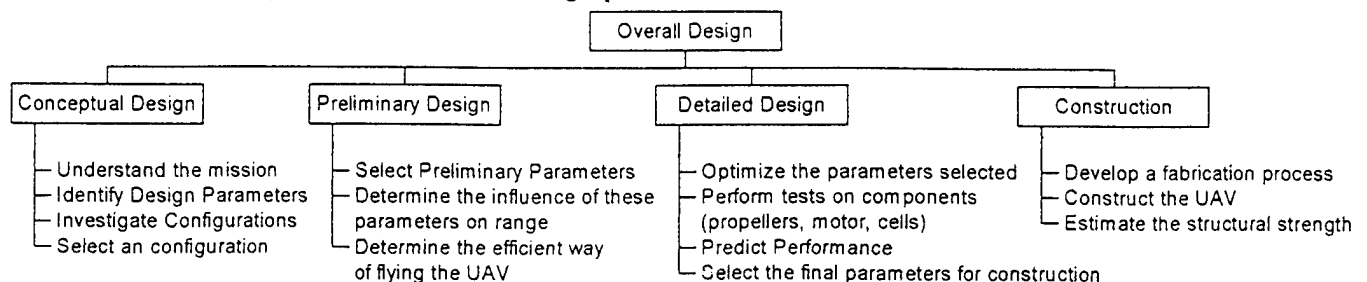 Overall Design
Conceptual Design
Understand the mission
Identify Design Parameters
Investigate Configurations
Select an configuration
Preliminary Design
Select Preliminary Parameters
Determine the influence of these
parameters on range
Determine the efficient way
of flying the UAV
Detailed Design
Optimize the parameters selected
Perform tests on components
(propellers, motor, cells)
Predict Performance
Select the final parameters for construction
Construction
Develop a fabrication process
Construct the UAV
Estimate the structural strength